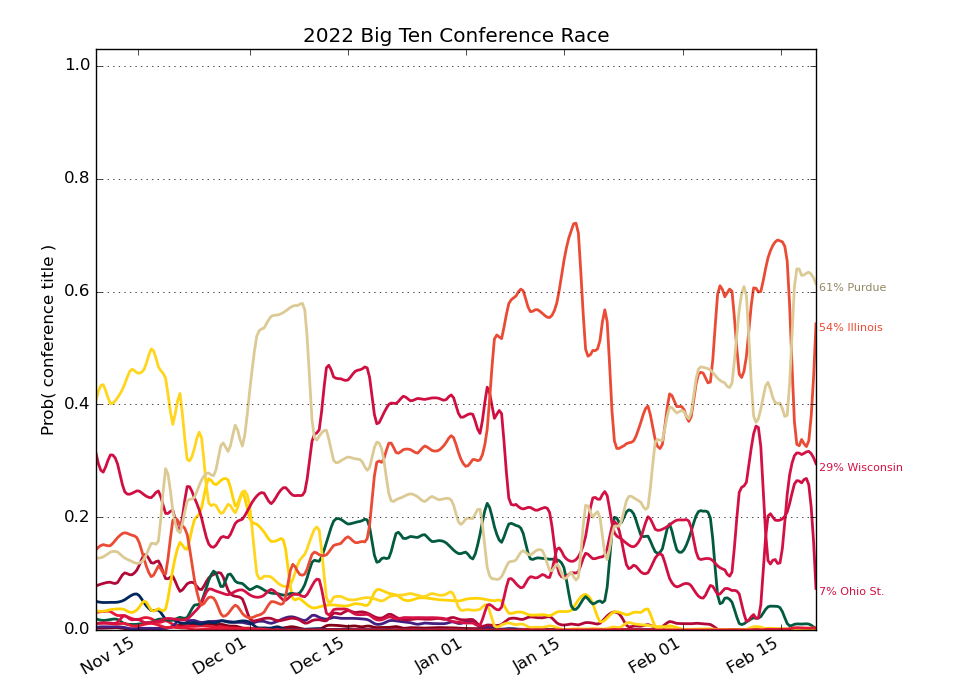 2022 Big Ten Conference Race
Prob( conference title )
1.0
0.8
0.6
0.4
0.2
0.0
Nov 15
Dec 01
Dec 15
Jan 01
Jan 15
Feb 01
Feb 15
61% Purdue
54% Illinois
29% Wisconsin
7% Ohio St.